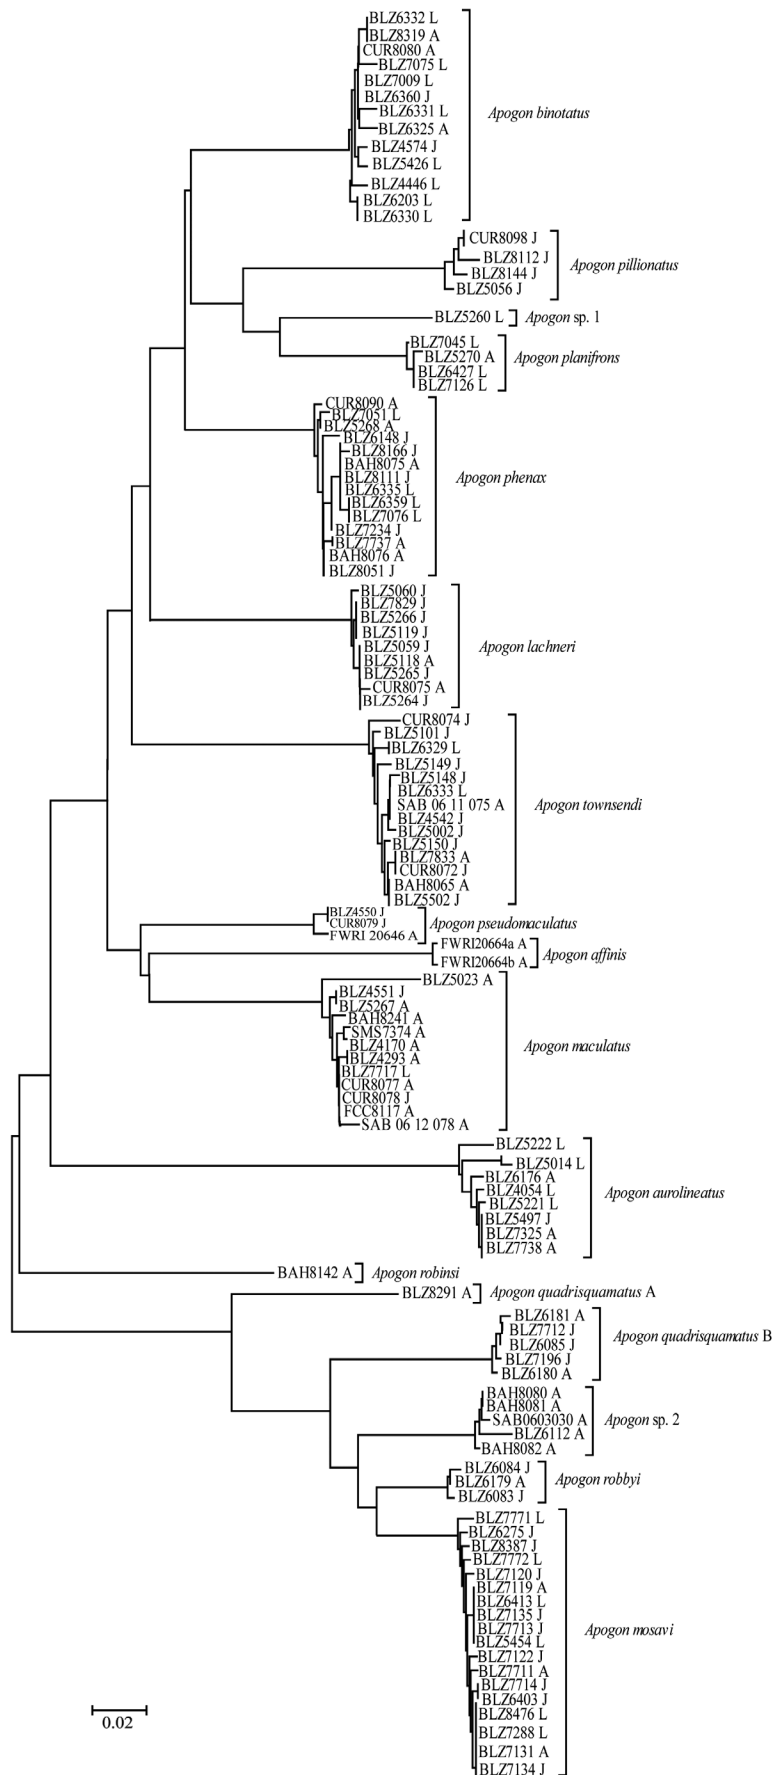 BLZ6332 L
BLZ8319 A
CUR8080 A
BLZ7075 L
BLZ7009 L
BLZ6360 J
BLZ6331 L
BLZ6325 A
BLZ4574 J
BLZ5426 L
BLZ4446 L
BLZ6203 L
BLZ6330 L
Apogon binotatus
CUR8098 J
BLZ8112 J
BLZ8144 J
BLZ5056 J
Apogon pillionatus
BLZ5260 L
Apogon sp. 1
BLZ7045 L
BLZ5270 A
BLZ6427 L
BLZ7126 L
Apogon planifrons
CUR8090 A
BLZ7051 L
BLZ5268 A
BLZ6148 J
BLZ8166 J
BAH8075 A
BLZ8111 J
BLZ6335 L
BLZ6359 L
BLZ7076 L
BLZ7234 J
BLZ7737 A
BAH8076 A
BLZ8051 J
Apogon phenax
BLZ5060 J
BLZ7829 J
BLZ5266 J
BLZ5119 J
BLZ5059 J
BLZ5118 A
BLZ5265 J
CUR8075 A
BLZ5264 J
Apogon lachneri
CUR8074 J
BLZ5101 J
BLZ6329 L
BLZ5149 J
BLZ5148 J
BLZ6333 L
SAB 06 11 075 A
BLZ4542 J
BLZ5002 J
BLZ5150 J
BLZ7833 A
CUR8072 J
BAH8065 A
BLZ5502 J
Apogon townsendi
BLZ4550 J
CUR8079 J
FWRI 20646 A
Apogon pseudomaculatus
FWRI20664a A
FWRI20664b A
Apogon affinis
BLZ5023 A
BLZ4551 J
BLZ5267 A
BAH8241 A
SMS7374 A
BLZ4170 A
BLZ4293 A
BLZ7717 L
CUR8077 A
CUR8078 J
FCC8117 A
SAB 06 12 078 A
Apogon maculatus
BLZ5222 L
BLZ5014 L
BLZ6176 A
BLZ4054 L
BLZ5221 L
BLZ5497 J
BLZ7325 A
BLZ7738 A
Apogon aurolineatus
BAH8142 A
Apogon robinsi
BLZ8291 A
Apogon quadrisquamatus A
BLZ6181 A
BLZ7712 J
BLZ6085 J
BLZ7196 J
BLZ6180 A
Apogon quadrisquamatus B
BAH8080 A
BAH8081 A
SAB0603030 A
BLZ6112 A
BAH8082 A
Apogon sp. 2
BLZ6084 J
BLZ6179 A
BLZ6083 J
Apogon robbyi
BLZ7771 L
BLZ6275 J
BLZ8387 J
BLZ7772 L
BLZ7120 J
BLZ7119 A
BLZ6413 L
BLZ7135 J
BLZ7713 J
BLZ5454 L
BLZ7122 J
BLZ7711 A
BLZ7714 J
BLZ6403 J
BLZ8476 L
BLZ7288 L
BLZ7131 A
BLZ7134 J
Apogon mosavi
0.02